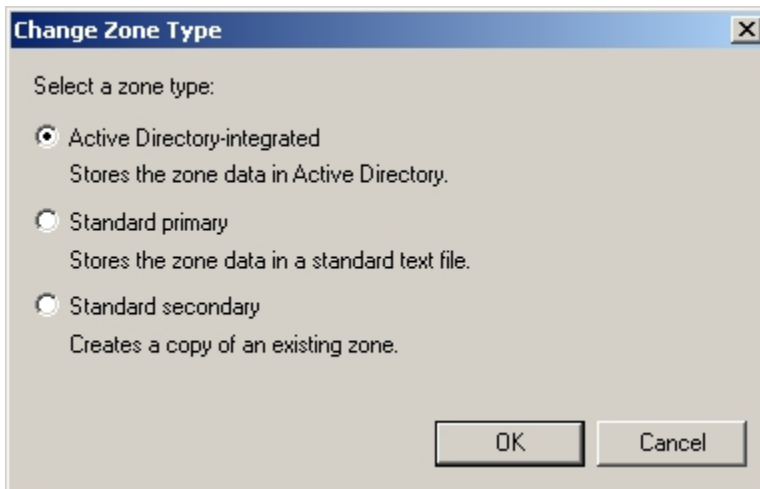 Change Zone Type
Select a zone type:
Active Directory-integrated
Stores the zone data in Active Directory.
Standard primary
Stores the zone data in a standard text file.
Standard secondary
Creates a copy of an existing zone.
OK Cancel